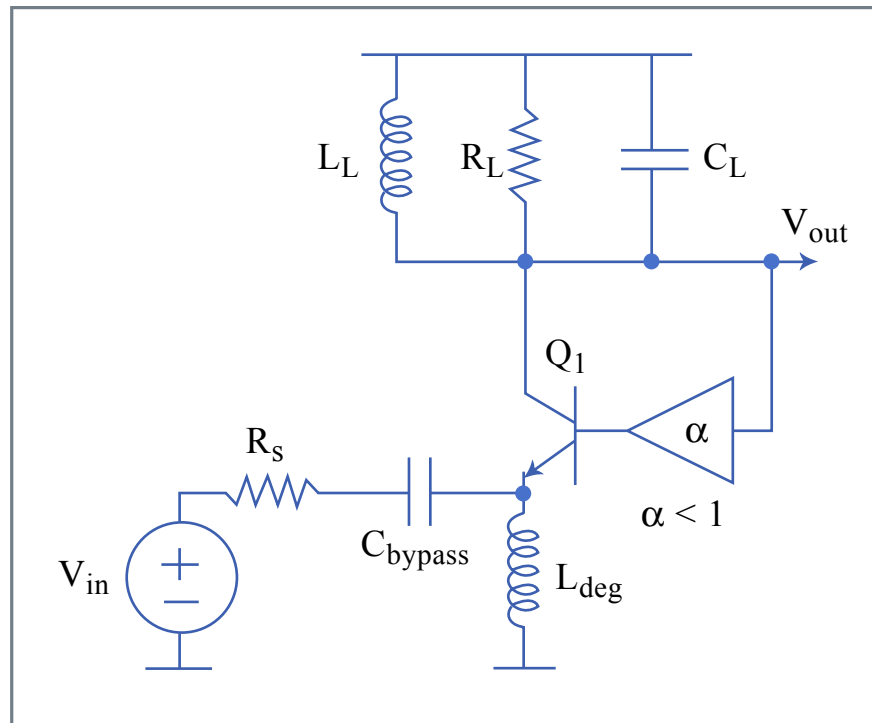 L_L
R_L
C_L
V_out
Q_1
α
α < 1
R_s
C_bypass
L_deg
V_in
+
−